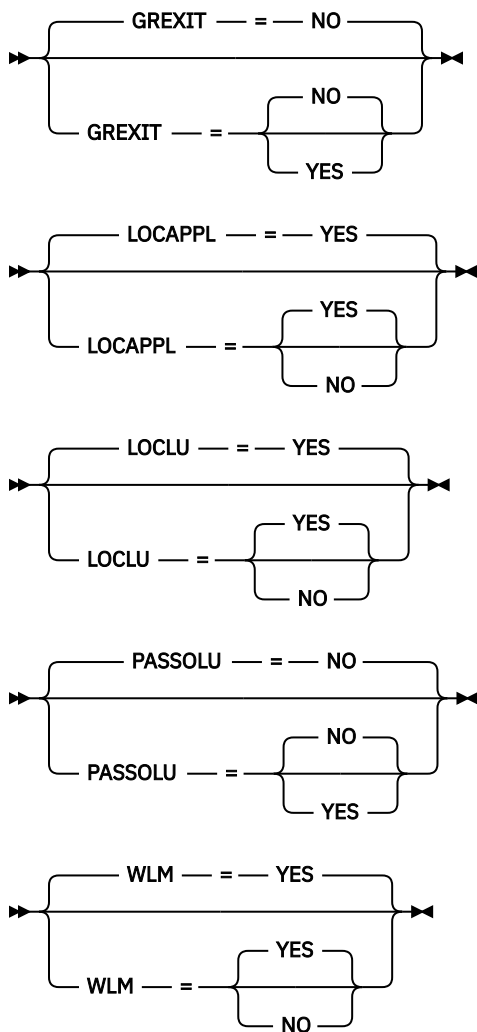 GREXIT = NO
NO
GREXIT =
YES
LOCAPPL = YES
YES
LOCAPPL =
NO
LOCLU = YES
YES
LOCLU =
NO
PASSOLU = NO
NO
PASSOLU =
YES
WLM = YES
YES
WLM =
NO